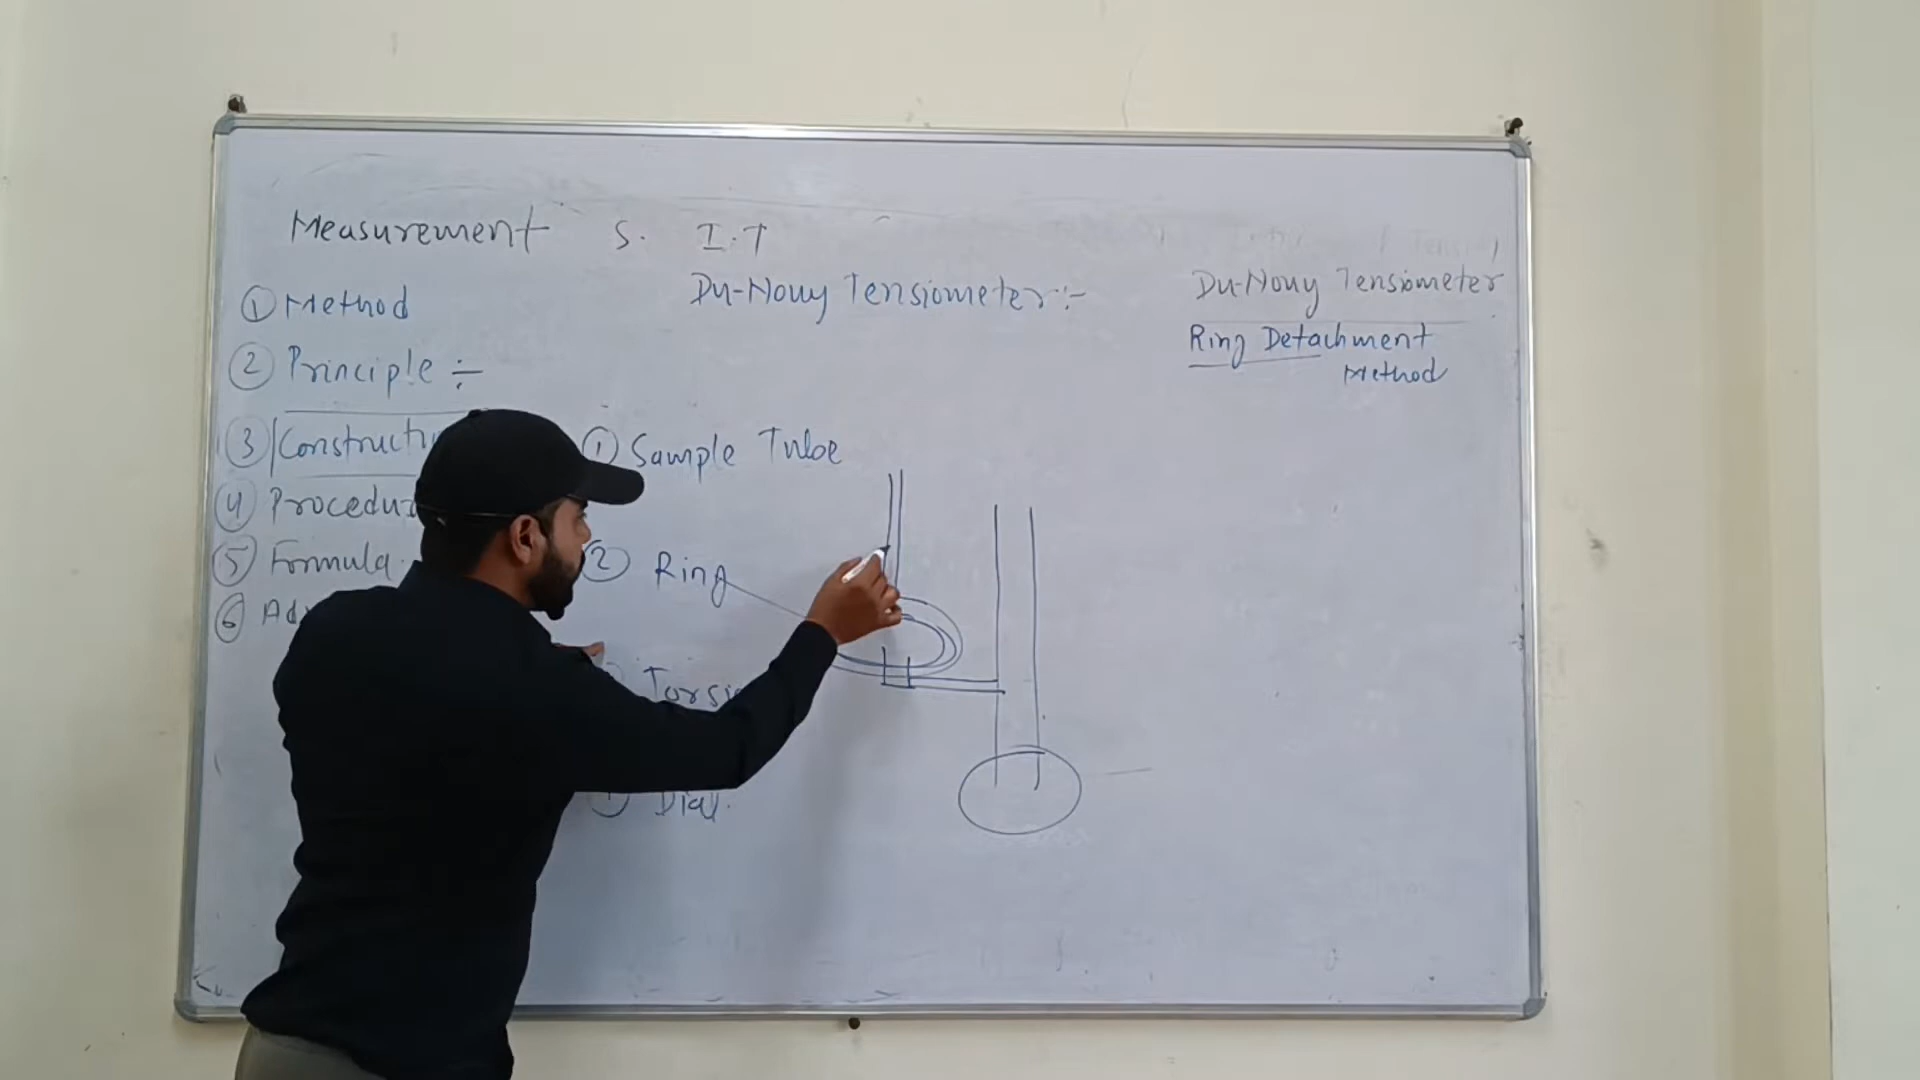 Measurement S. I.T
Du-Nouy Tensiometer:-
① Method
② Principle ÷
③ Constructi
④ Procedu
⑤ Formula.
⑥ Ad
① Sample Tube
② Ring
Torsi
Dial.
Du-Nouy Tensiometer
Ring Detachment
Method